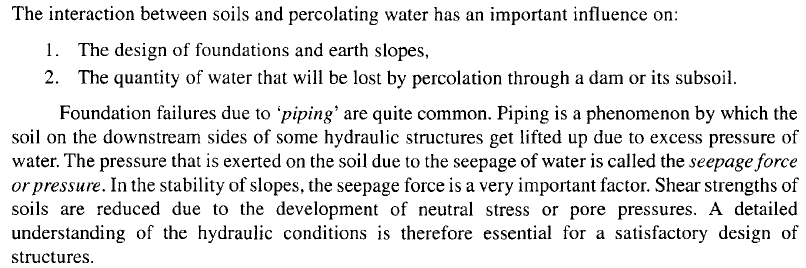 The interaction between soils and percolating water has an important influence on:
1. The design of foundations and earth slopes,
2. The quantity of water that will be lost by percolation through a dam or its subsoil.
Foundation failures due to 'piping' are quite common. Piping is a phenomenon by which the
soil on the downstream sides of some hydraulic structures get lifted up due to excess pressure of
water. The pressure that is exerted on the soil due to the seepage of water is called the seepage force
or pressure. In the stability of slopes, the seepage force is a very important factor. Shear strengths of
soils are reduced due to the development of neutral stress or pore pressures. A detailed
understanding of the hydraulic conditions is therefore essential for a satisfactory design of
structures.